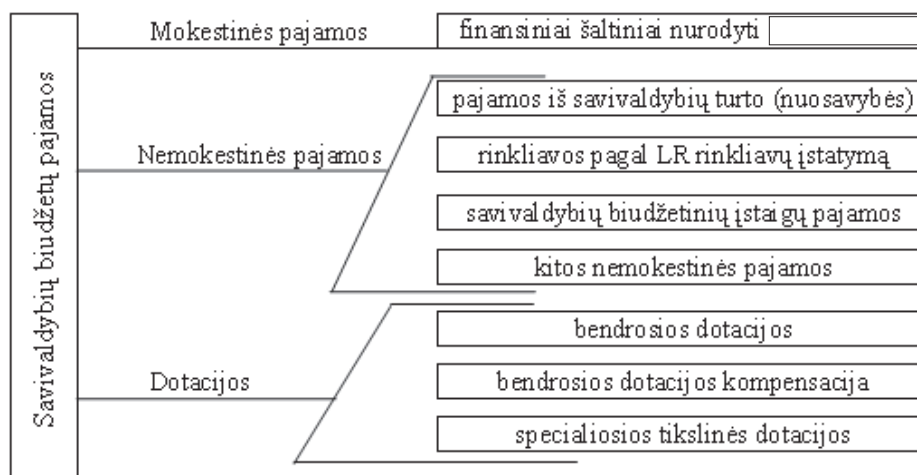 Savivaldybių biudžetų pajamos
Mokestinės pajamos
finansiniai šaltiniai nurodyti
Nemokestinės pajamos
pajamos iš savivaldybių turto (nuosavybės)
rinkliavos pagal LR rinkliavų įstatymą
savivaldybių biudžetinių įstaigų pajamos
kitos nemokestinės pajamos
Dotacijos
bendrosios dotacijos
bendrosios dotacijos kompensacija
specialiosios tikslinės dotacijos